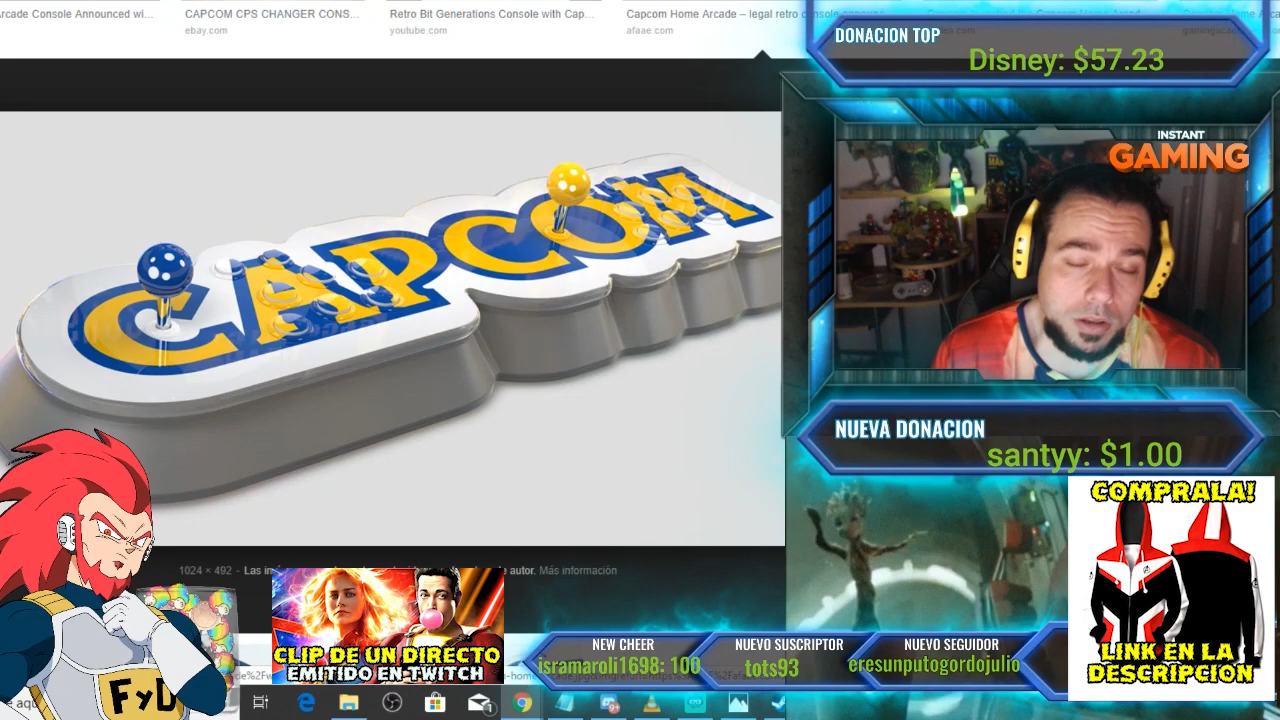 rcade Console Announced wi...
CAPCOM CPS CHANGER CONS...
ebay.com
Retro Bit Generations Console with Cap...
youtube.com
Capcom Home Arcade – legal retro console
afaae.com
DONACION TOP
Disney: $57.23
INSTANT
GAMING
CAPCOM
NUEVA DONACION
santyy: $1.00
COMPRALA!
LINK EN LA
DESCRIPCION
1024 × 492 - Las
autor. Más información
CLIP DE UN DIRECTO
EMITIDO EN TWITCH
NEW CHEER
isramaroli1698: 100
NUEVO SUSCRIPTOR
tots93
NUEVO SEGUIDOR
eresunputogordojulio
FyD